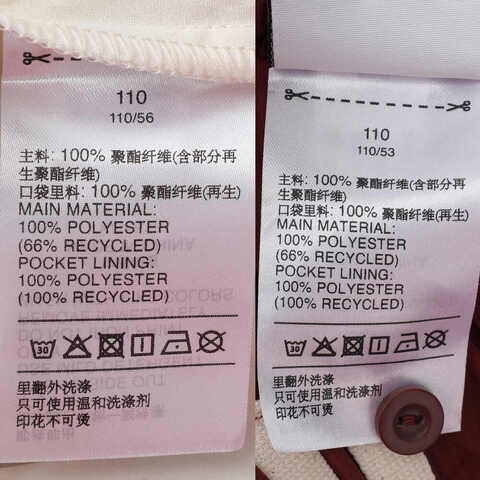 110
110/56
主料: 100% 聚酯纤维(含部分再
生聚酯纤维)
口袋里料: 100% 聚酯纤维(再生)
MAIN MATERIAL:
100% POLYESTER
(66% RECYCLED)
POCKET LINING:
100% POLYESTER
(100% RECYCLED)
30
里翻外洗涤
只可使用温和洗涤剂
印花不可烫
110
110/53
主料: 100% 聚酯纤维(含部分再
生聚酯纤维)
口袋里料: 100% 聚酯纤维(再生)
MAIN MATERIAL:
100% POLYESTER
(66% RECYCLED)
POCKET LINING:
100% POLYESTER
(100% RECYCLED)
30
里翻外洗涤
只可使用温和洗涤剂
印花不可烫